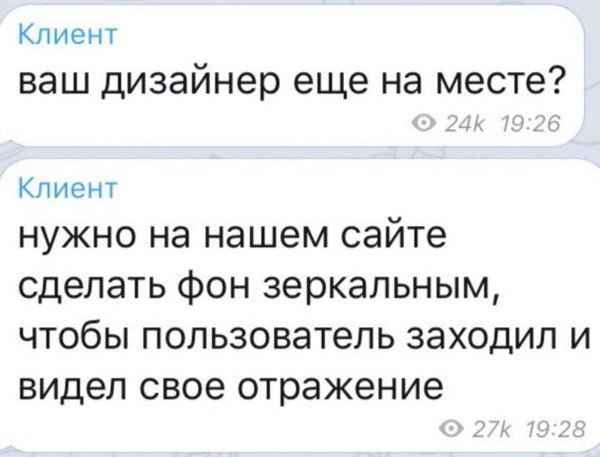 Клиент
ваш дизайнер еще на месте?
24k 19:26
Клиент
нужно на нашем сайте
сделать фон зеркальным,
чтобы пользователь заходил и
видел свое отражение
27k 19:28